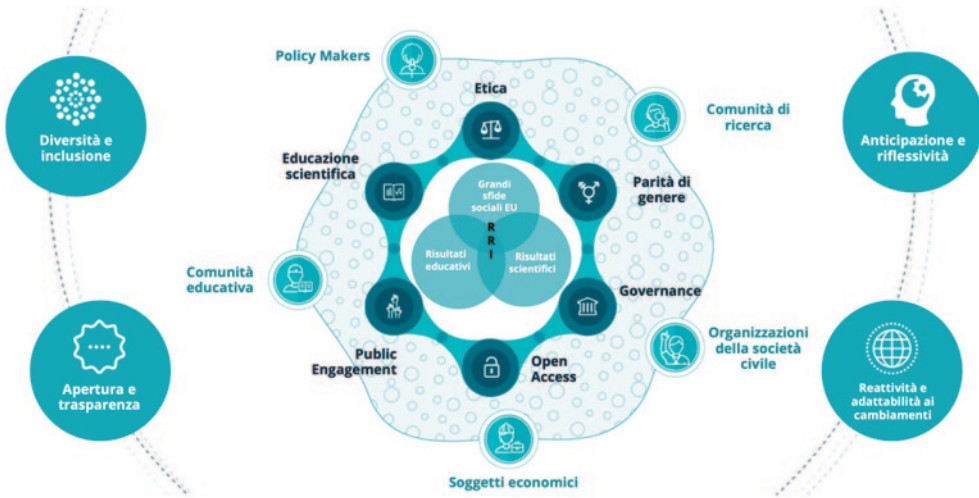 Policy Makers
Etica
Comunità di
ricerca
Diversità e
inclusione
Anticipazione e
riflessività
Educazione
scientifica
Grandi
sfide
sociali EU
Parità di
genere
R
R
I
Risultati
educativi
Risultati
scientifici
Comunità
educativa
Governance
Public
Engagement
Open
Access
Organizzazioni
della società
civile
Apertura e
trasparenza
Reattività e
adattabilità ai
cambiamenti
Soggetti economici